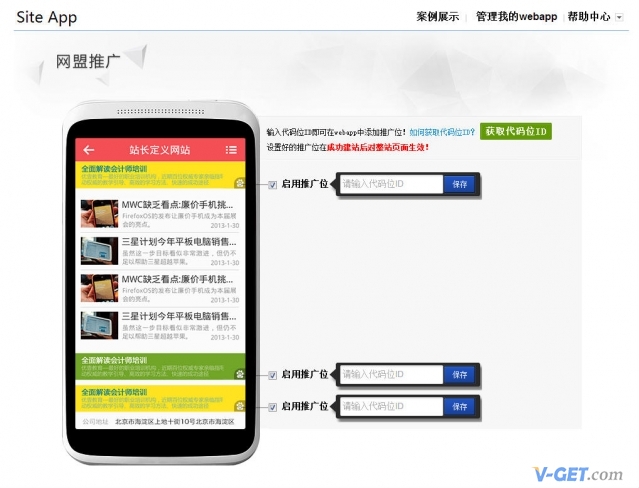 Site App
案例展示 管理我的webapp 帮助中心
网盟推广
输入代码位ID即可在webapp中添加推广位！如何获取代码位ID? 获取代码位ID
设置好的推广位在成功建站后对整站页面生效！
站长定义网站
全面解读会计师培训
启用推广位 请输入代码位ID 保存
MWC缺乏看点:廉价手机挑...
FirefoxOS的发布让廉价手机成为本届展
会的亮点。 2013-1-30
三星计划今年平板电脑销售...
虽然这一步目标看似非常激进，但仍不
足以帮助三星超越苹果。 2013-1-30
MWC缺乏看点:廉价手机挑...
FirefoxOS的发布让廉价手机成为本届展
会的亮点。 2013-1-30
三星计划今年平板电脑销售...
虽然这一步目标看似非常激进，但仍不
足以帮助三星超越苹果。 2013-1-30
全面解读会计师培训
启用推广位 请输入代码位ID 保存
全面解读会计师培训
启用推广位 请输入代码位ID 保存
公司地址 北京市海淀区上地十街10号北京市海淀区
V-GET.com